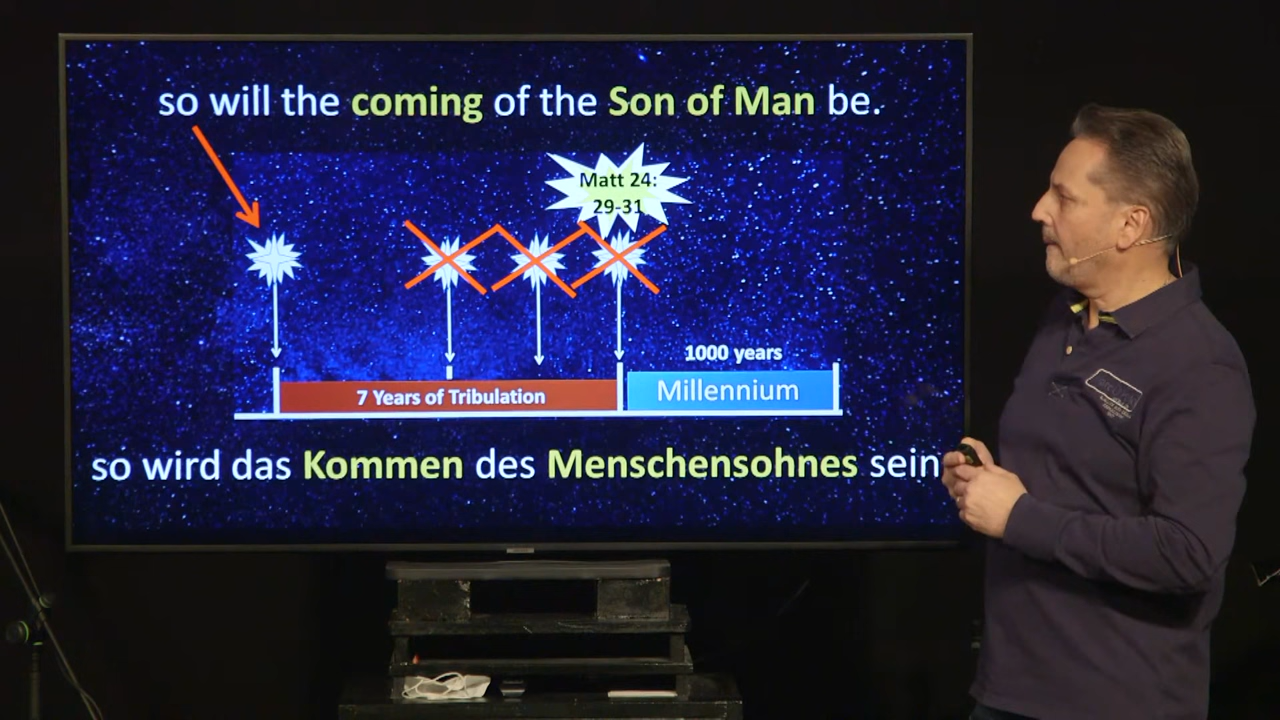 so will the coming of the Son of Man be.
Matt 24:
29-31
1000 years
7 Years of Tribulation
Millennium
so wird das Kommen des Menschensohnes sein